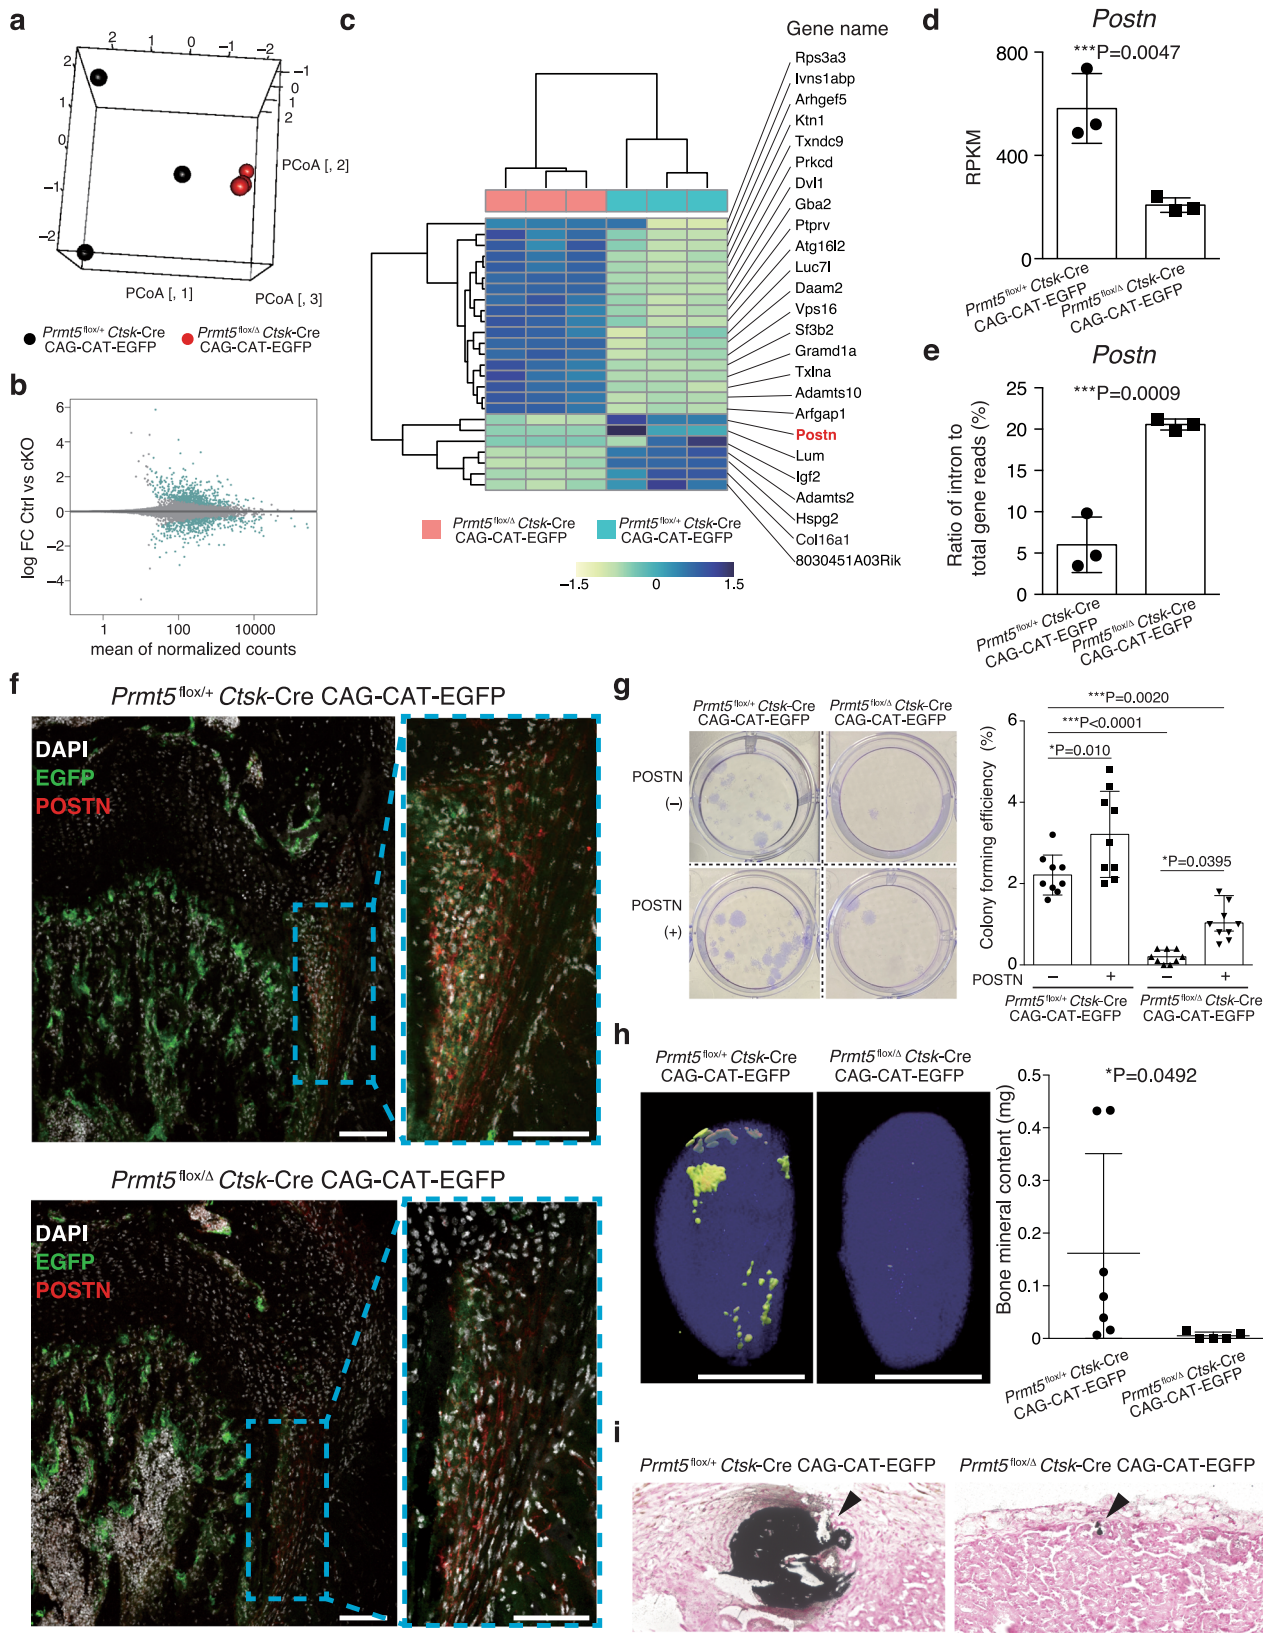 a
2 1 0 −1 −2
2
1
0
−1
−2
−1
0
1
2
PCoA [, 2]
PCoA [, 1]
PCoA [, 3]
Prmt5flox/+ Ctsk-Cre
CAG-CAT-EGFP
Prmt5flox/Δ Ctsk-Cre
CAG-CAT-EGFP
b
log FC Ctrl vs cKO
6
4
2
0
−2
−4
1 100 10000
mean of normalized counts
c
Gene name
Rps3a3
Ivns1abp
Arhgef5
Ktn1
Txndc9
Prkcd
Dvl1
Gba2
Ptprv
Atg16l2
Luc7l
Daam2
Vps16
Sf3b2
Gramd1a
Txlna
Adamts10
Arfgap1
Postn
Lum
Igf2
Adamts2
Hspg2
Col16a1
8030451A03Rik
Prmt5flox/Δ Ctsk-Cre
CAG-CAT-EGFP
Prmt5flox/+ Ctsk-Cre
CAG-CAT-EGFP
−1.5 0 1.5
d
Postn
***P=0.0047
RPKM
800
400
0
Prmt5flox/+ Ctsk-Cre
CAG-CAT-EGFP
Prmt5flox/Δ Ctsk-Cre
CAG-CAT-EGFP
e
Postn
***P=0.0009
Ratio of intron to
total gene reads (%)
25
20
15
10
5
0
Prmt5flox/+ Ctsk-Cre
CAG-CAT-EGFP
Prmt5flox/Δ Ctsk-Cre
CAG-CAT-EGFP
f
Prmt5flox/+ Ctsk-Cre CAG-CAT-EGFP
DAPI
EGFP
POSTN
Prmt5flox/Δ Ctsk-Cre CAG-CAT-EGFP
DAPI
EGFP
POSTN
g
Prmt5flox/+ Ctsk-Cre
CAG-CAT-EGFP
Prmt5flox/Δ Ctsk-Cre
CAG-CAT-EGFP
POSTN
(−)
POSTN
(+)
Colony forming efficiency (%)
6
4
2
0
***P=0.0020
***P<0.0001
*P=0.010
*P=0.0395
POSTN − + − +
Prmt5flox/+ Ctsk-Cre
CAG-CAT-EGFP
Prmt5flox/Δ Ctsk-Cre
CAG-CAT-EGFP
h
Prmt5flox/+ Ctsk-Cre
CAG-CAT-EGFP
Prmt5flox/Δ Ctsk-Cre
CAG-CAT-EGFP
Bone mineral content (mg)
*P=0.0492
0.5
0.4
0.3
0.2
0.1
0
Prmt5flox/+ Ctsk-Cre
CAG-CAT-EGFP
Prmt5flox/Δ Ctsk-Cre
CAG-CAT-EGFP
i
Prmt5flox/+ Ctsk-Cre CAG-CAT-EGFP
Prmt5flox/Δ Ctsk-Cre CAG-CAT-EGFP